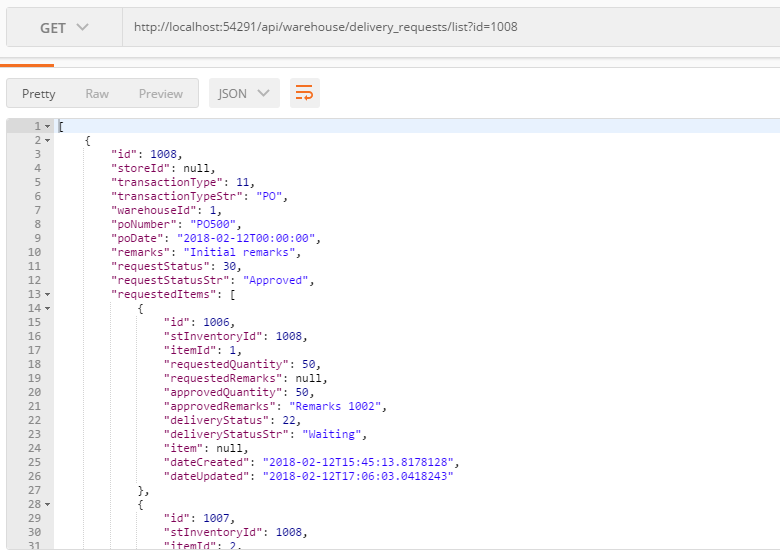 GET http://localhost:54291/api/warehouse/delivery_requests/list?id=1008
Pretty Raw Preview JSON
1 [
2 {
3 "id": 1008,
4 "storeId": null,
5 "transactionType": 11,
6 "transactionTypeStr": "PO",
7 "warehouseId": 1,
8 "poNumber": "PO500",
9 "poDate": "2018-02-12T00:00:00",
10 "remarks": "Initial remarks",
11 "requestStatus": 30,
12 "requestStatusStr": "Approved",
13 "requestedItems": [
14 {
15 "id": 1006,
16 "stInventoryId": 1008,
17 "itemId": 1,
18 "requestedQuantity": 50,
19 "requestedRemarks": null,
20 "approvedQuantity": 50,
21 "approvedRemarks": "Remarks 1002",
22 "deliveryStatus": 22,
23 "deliveryStatusStr": "Waiting",
24 "item": null,
25 "dateCreated": "2018-02-12T15:45:13.8178128",
26 "dateUpdated": "2018-02-12T17:06:03.0418243"
27 },
28 {
29 "id": 1007,
30 "stInventoryId": 1008,
31 "itemId": 2,